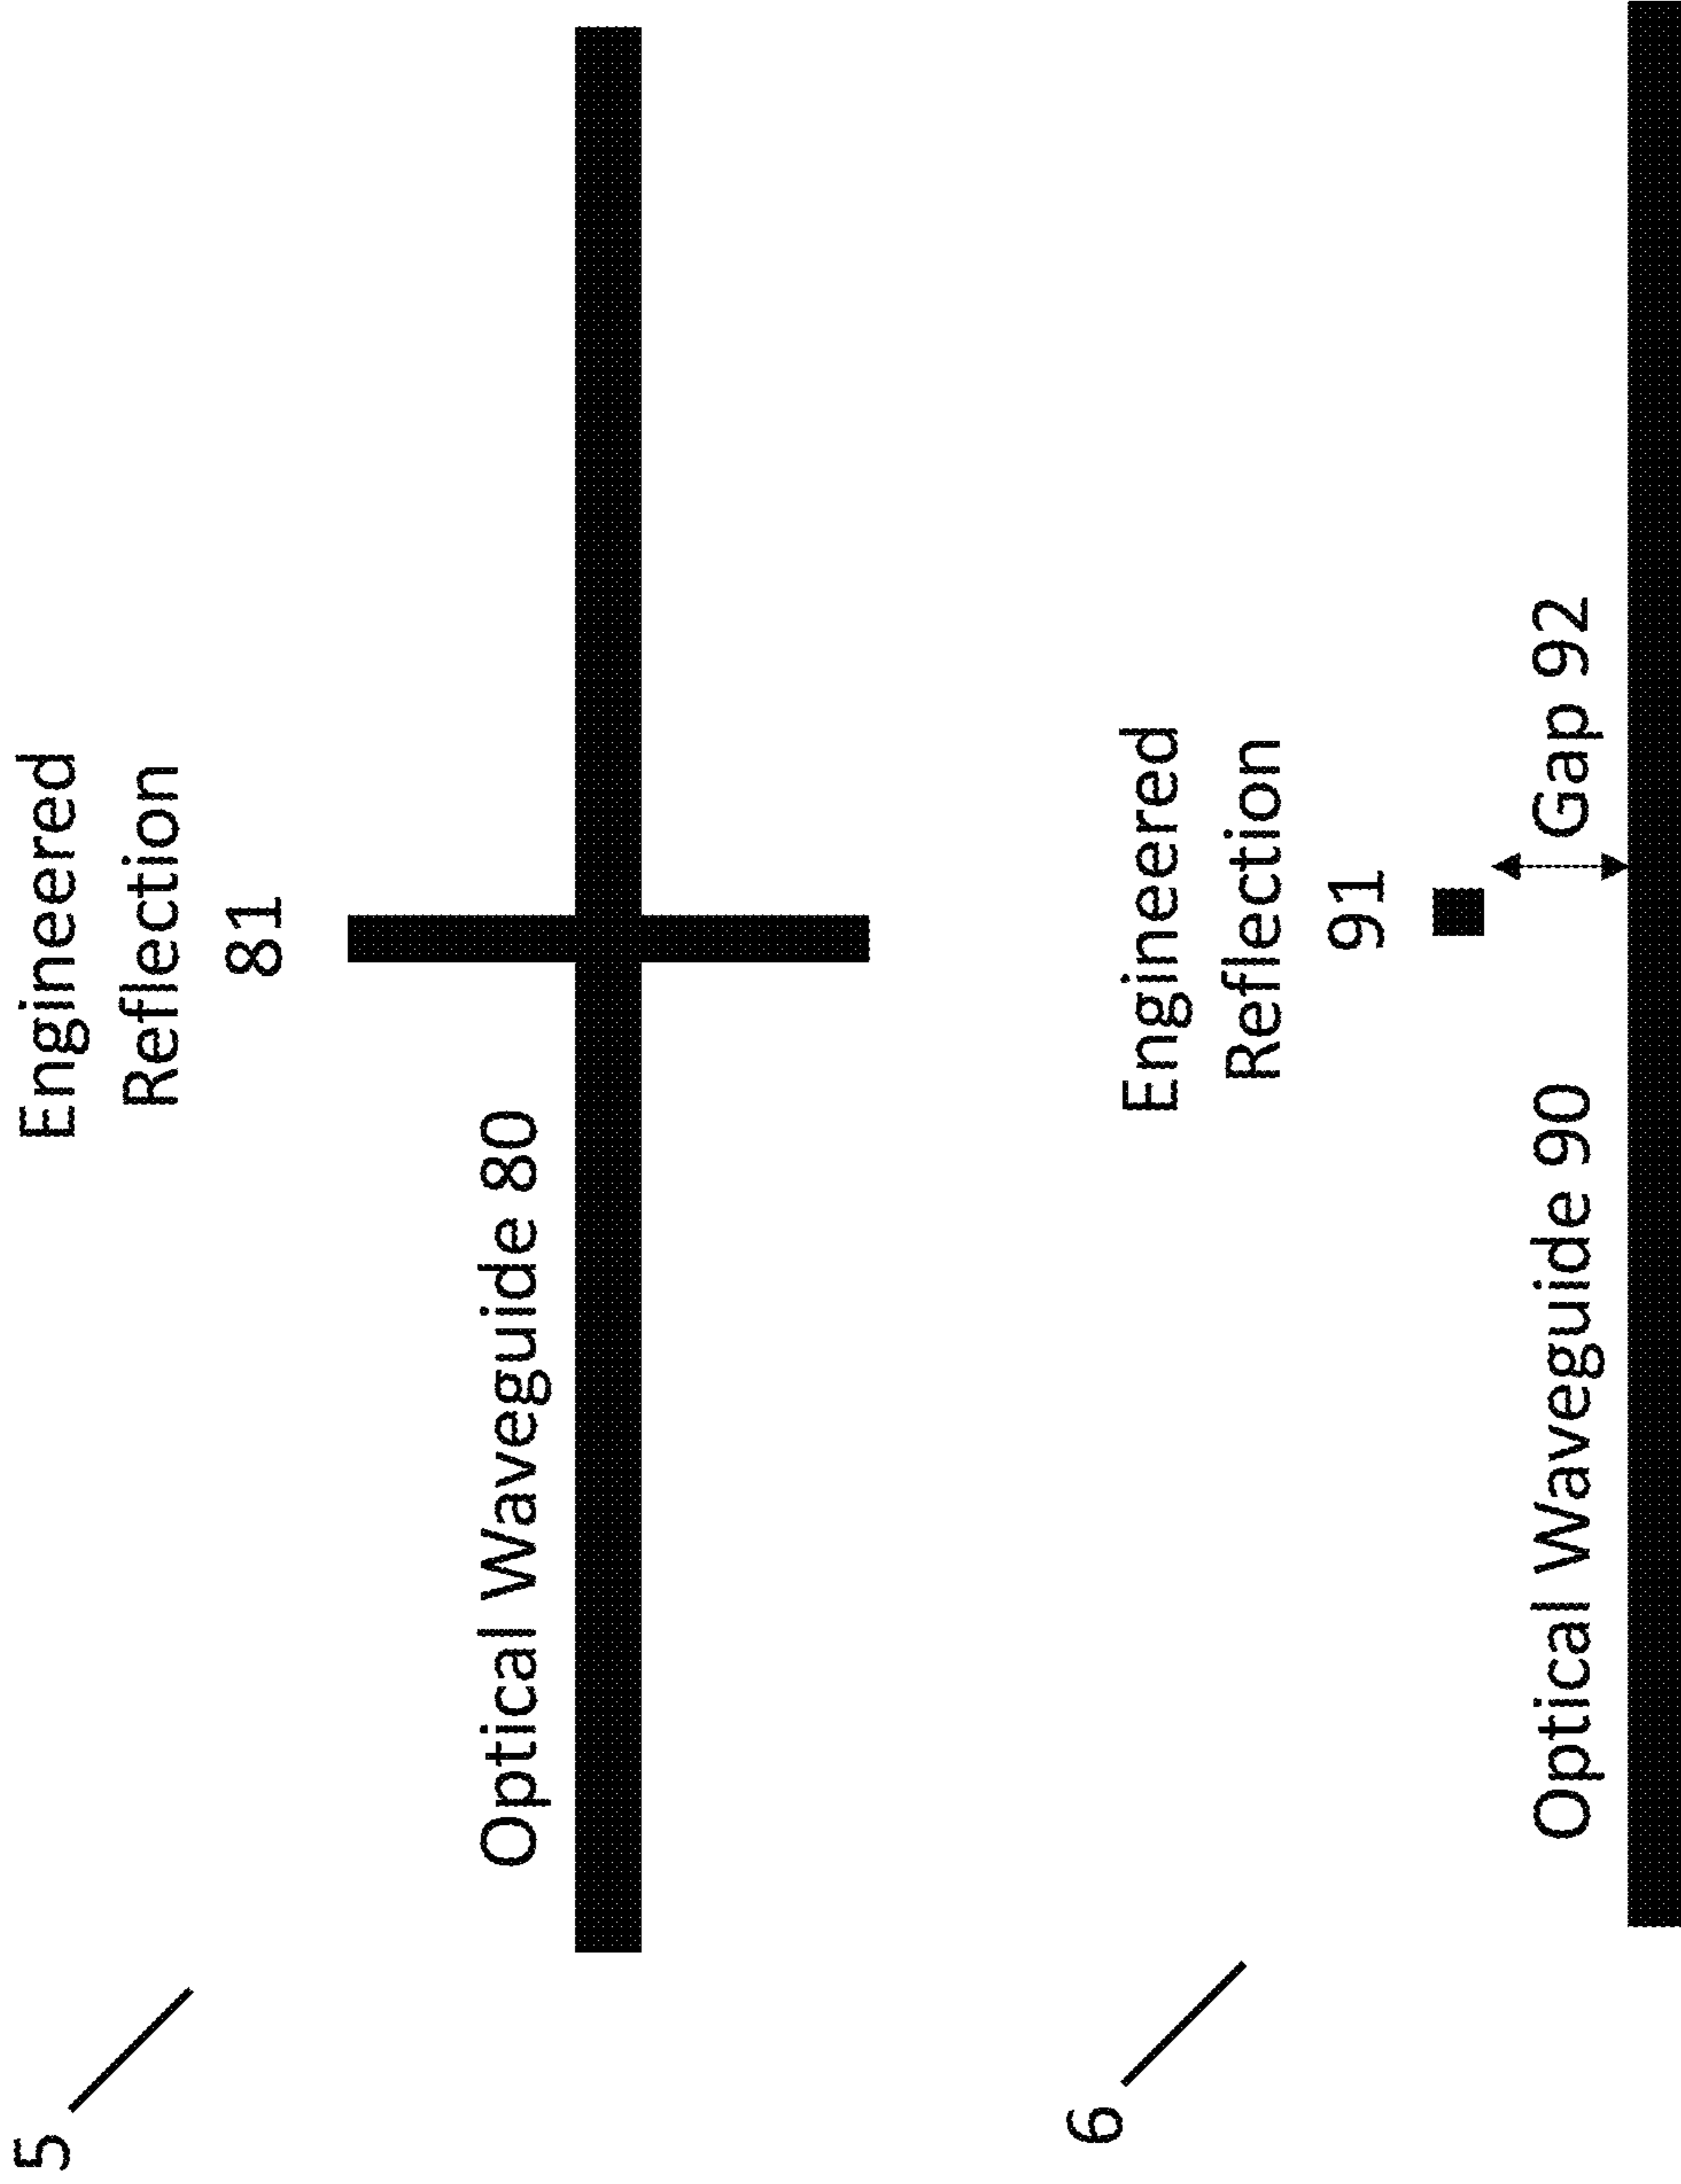 5
Engineered
Reflection
81
Optical Waveguide 80
6
Engineered
Reflection
91
Optical Waveguide 90
Gap 92